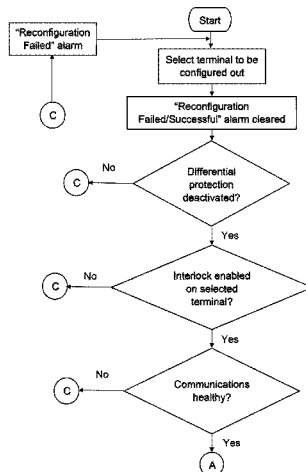 Start
"Reconfiguration
Failed" alarm
Select terminal to be
configured out
C
"Reconfiguration
Failed/Successful" alarm cleared
No
C
Differential
protection
deactivated?
Yes
No
C
Interlock enabled
on selected
terminal?
Yes
No
C
Communications
healthy?
Yes
A